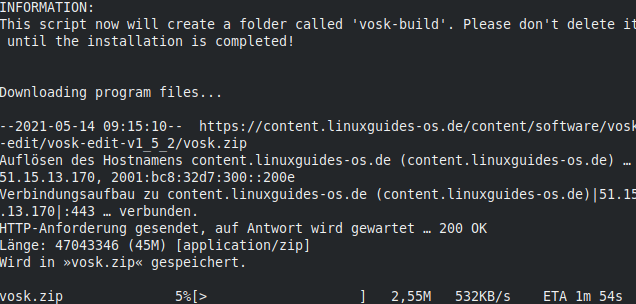 INFORMATION:
This script now will create a folder called 'vosk-build'. Please don't delete it
until the installation is completed!
Downloading program files...
--2021-05-14 09:15:10-- https://content.linuxguides-os.de/content/software/vosk
-edit/vosk-edit-v1_5_2/vosk.zip
Auflösen des Hostnamens content.linuxguides-os.de (content.linuxguides-os.de) …
51.15.13.170, 2001:bc8:32d7:300::200e
Verbindungsaufbau zu content.linuxguides-os.de (content.linuxguides-os.de)|51.15
.13.170|:443 … verbunden.
HTTP-Anforderung gesendet, auf Antwort wird gewartet … 200 OK
Länge: 47043346 (45M) [application/zip]
Wird in »vosk.zip« gespeichert.
vosk.zip 5%[> ] 2,55M 532KB/s ETA 1m 54s